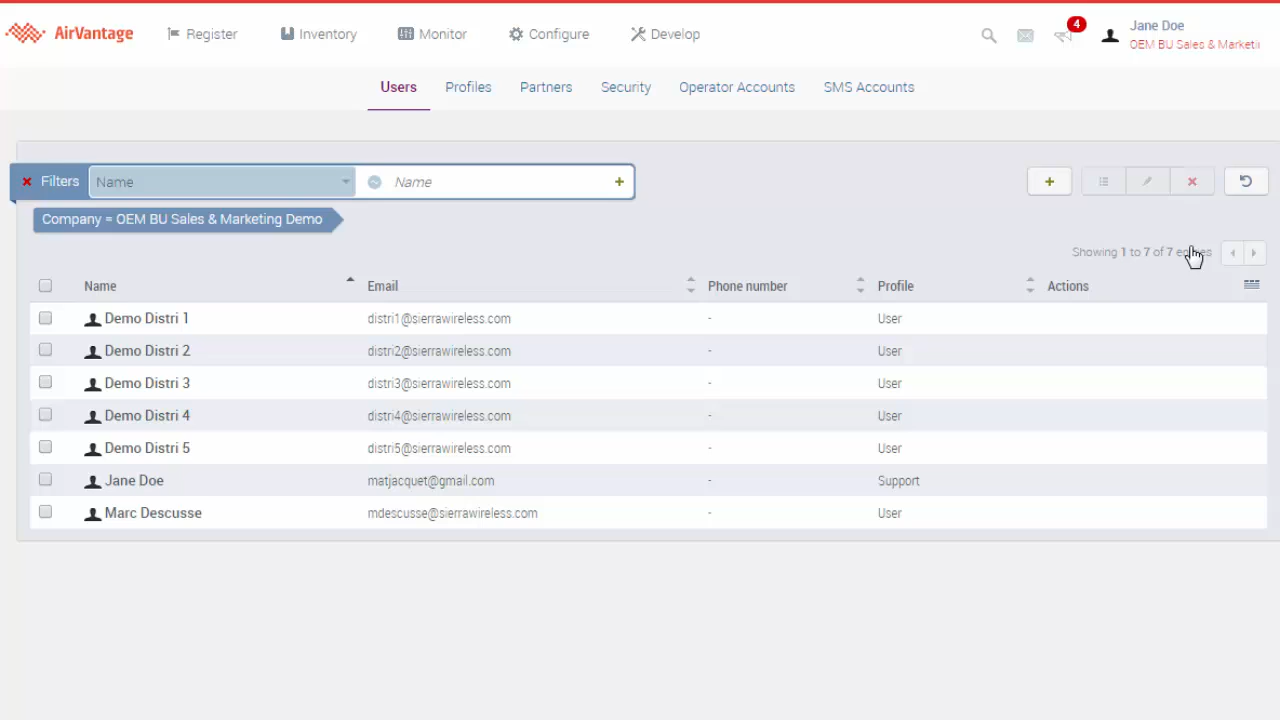 AirVantage Register Inventory Monitor Configure Develop 4 Jane Doe
OEM BU Sales & Marketi
Users Profiles Partners Security Operator Accounts SMS Accounts
Filters Name Name
Company = OEM BU Sales & Marketing Demo
Showing 1 to 7 of 7
Name Email Phone number Profile Actions
Demo Distri 1 distri1@sierrawireless.com - User
Demo Distri 2 distri2@sierrawireless.com - User
Demo Distri 3 distri3@sierrawireless.com - User
Demo Distri 4 distri4@sierrawireless.com - User
Demo Distri 5 distri5@sierrawireless.com - User
Jane Doe matjacquet@gmail.com - Support
Marc Descusse mdescusse@sierrawireless.com - User